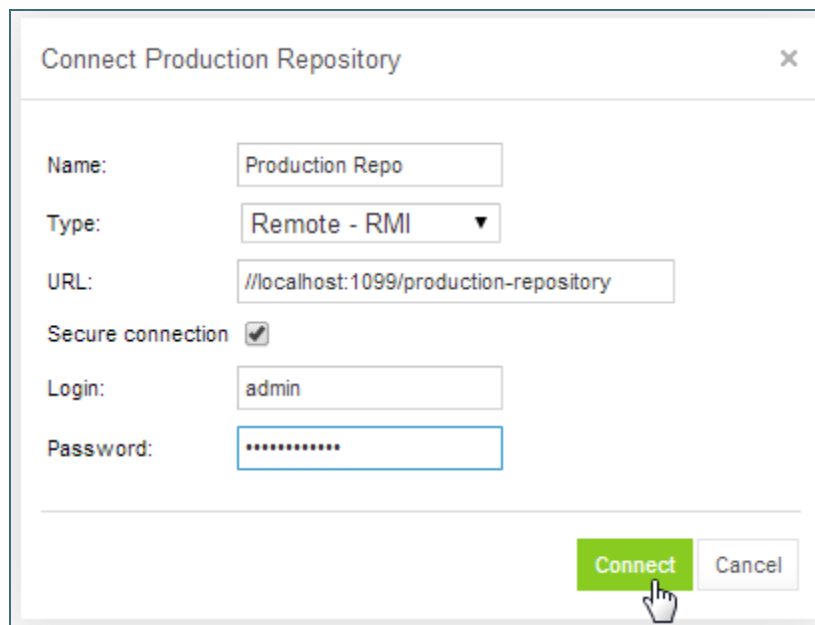 Connect Production Repository ×
Name: Production Repo
Type: Remote - RMI
URL: //localhost:1099/production-repository
Secure connection
Login: admin
Password: ••••••••••••
Connect Cancel